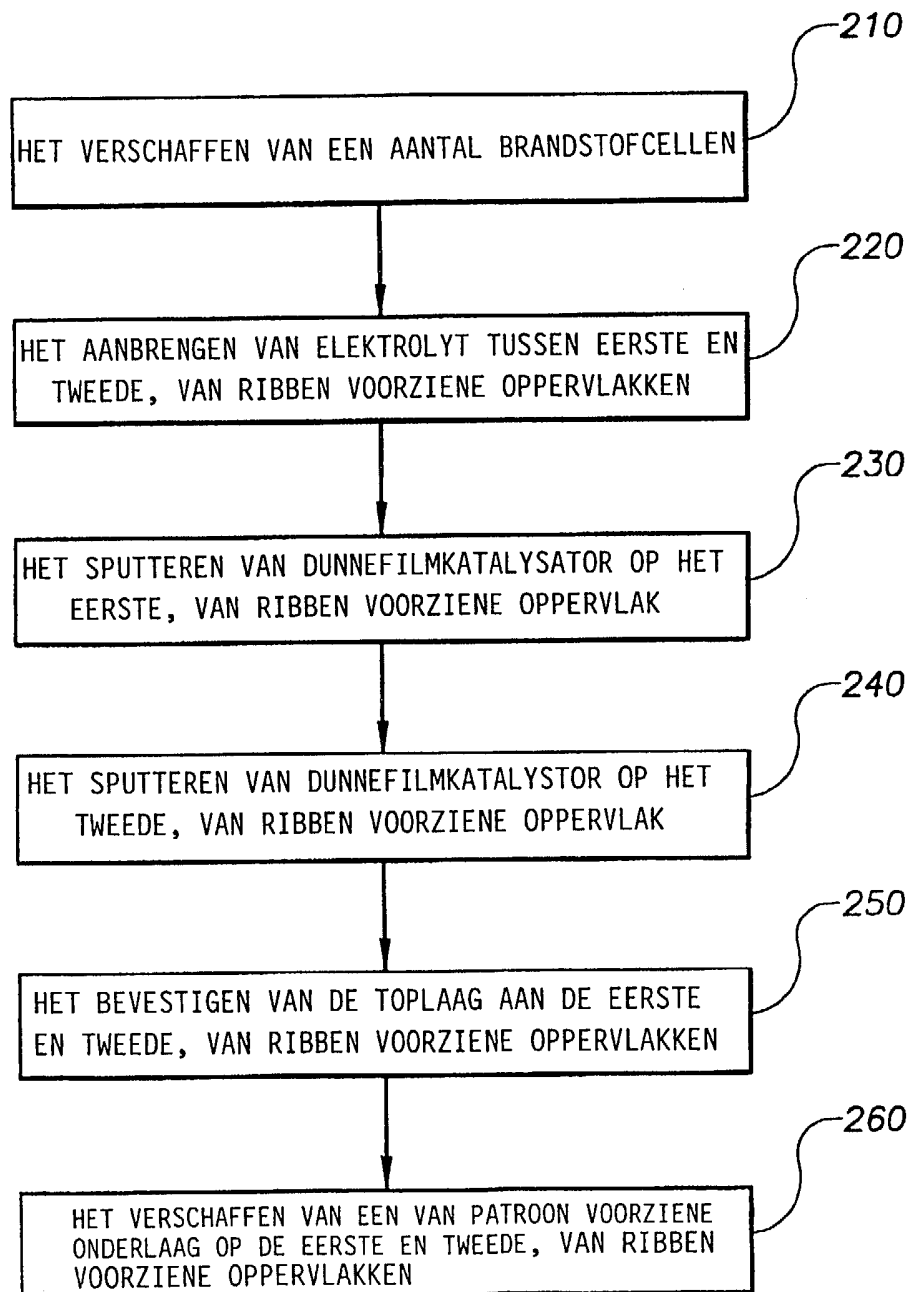 210
HET VERSCHAFFEN VAN EEN AANTAL BRANDSTOFCELLEN
220
HET AANBRENGEN VAN ELEKTROLYT TUSSEN EERSTE EN
TWEEDE, VAN RIBBEN VOORZIENE OPPERVLAKKEN
230
HET SPUTTEREN VAN DUNNEFILMKATALYSATOR OP HET
EERSTE, VAN RIBBEN VOORZIENE OPPERVLAK
240
HET SPUTTEREN VAN DUNNEFILMKATALYSTOR OP HET
TWEEDE, VAN RIBBEN VOORZIENE OPPERVLAK
250
HET BEVESTIGEN VAN DE TOPLAAG AAN DE EERSTE
EN TWEEDE, VAN RIBBEN VOORZIENE OPPERVLAKKEN
260
HET VERSCHAFFEN VAN EEN VAN PATROON VOORZIENE
ONDERLAAG OP DE EERSTE EN TWEEDE, VAN RIBBEN
VOORZIENE OPPERVLAKKEN